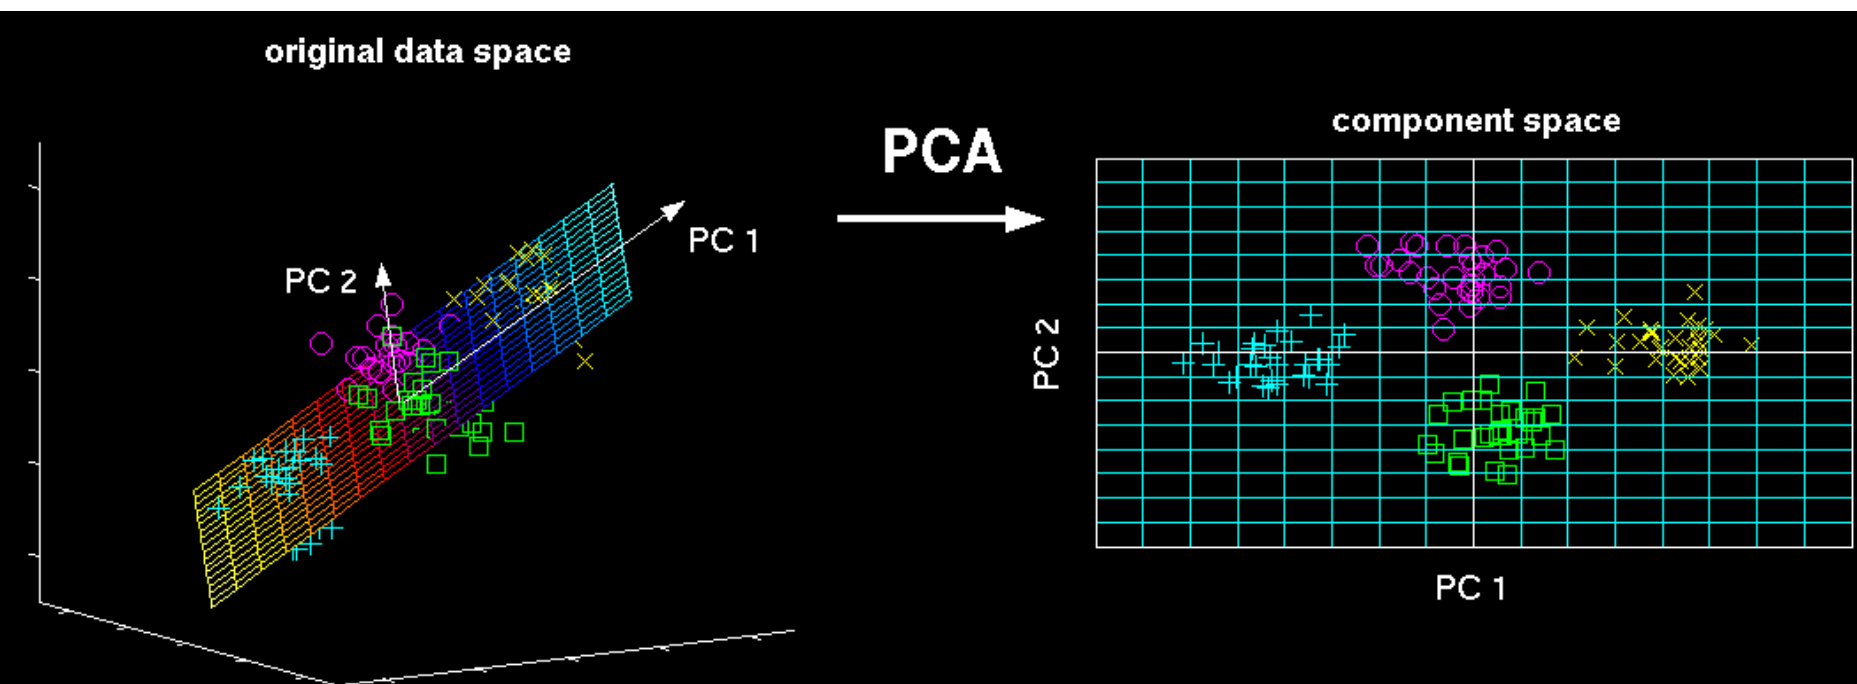 original data space
PC 1
PC 2
PCA
component space
PC 2
PC 1